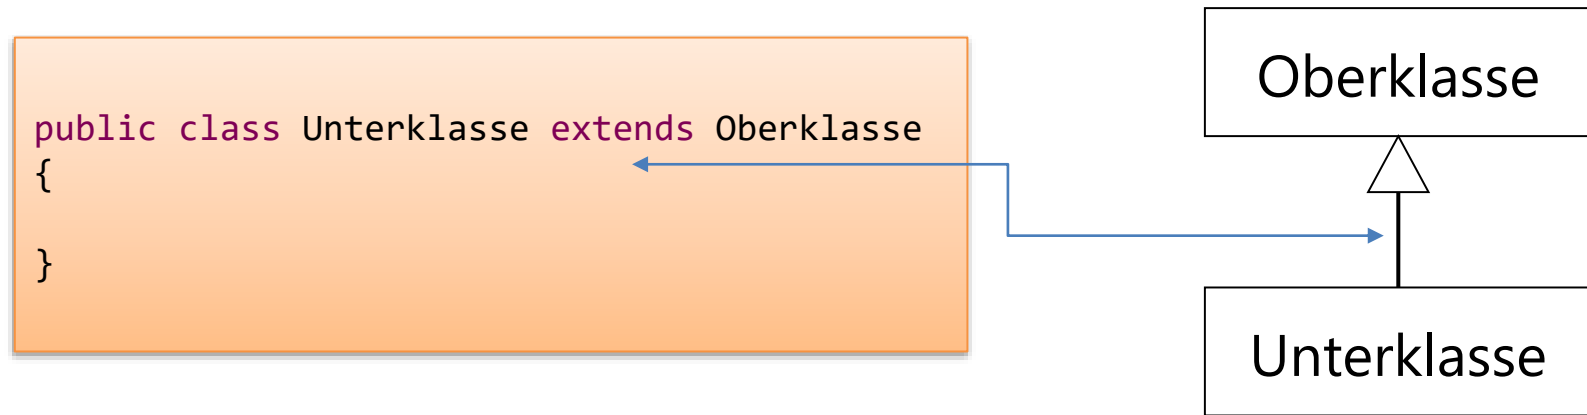 public class Unterklasse extends Oberklasse
{
}
Oberklasse
Unterklasse